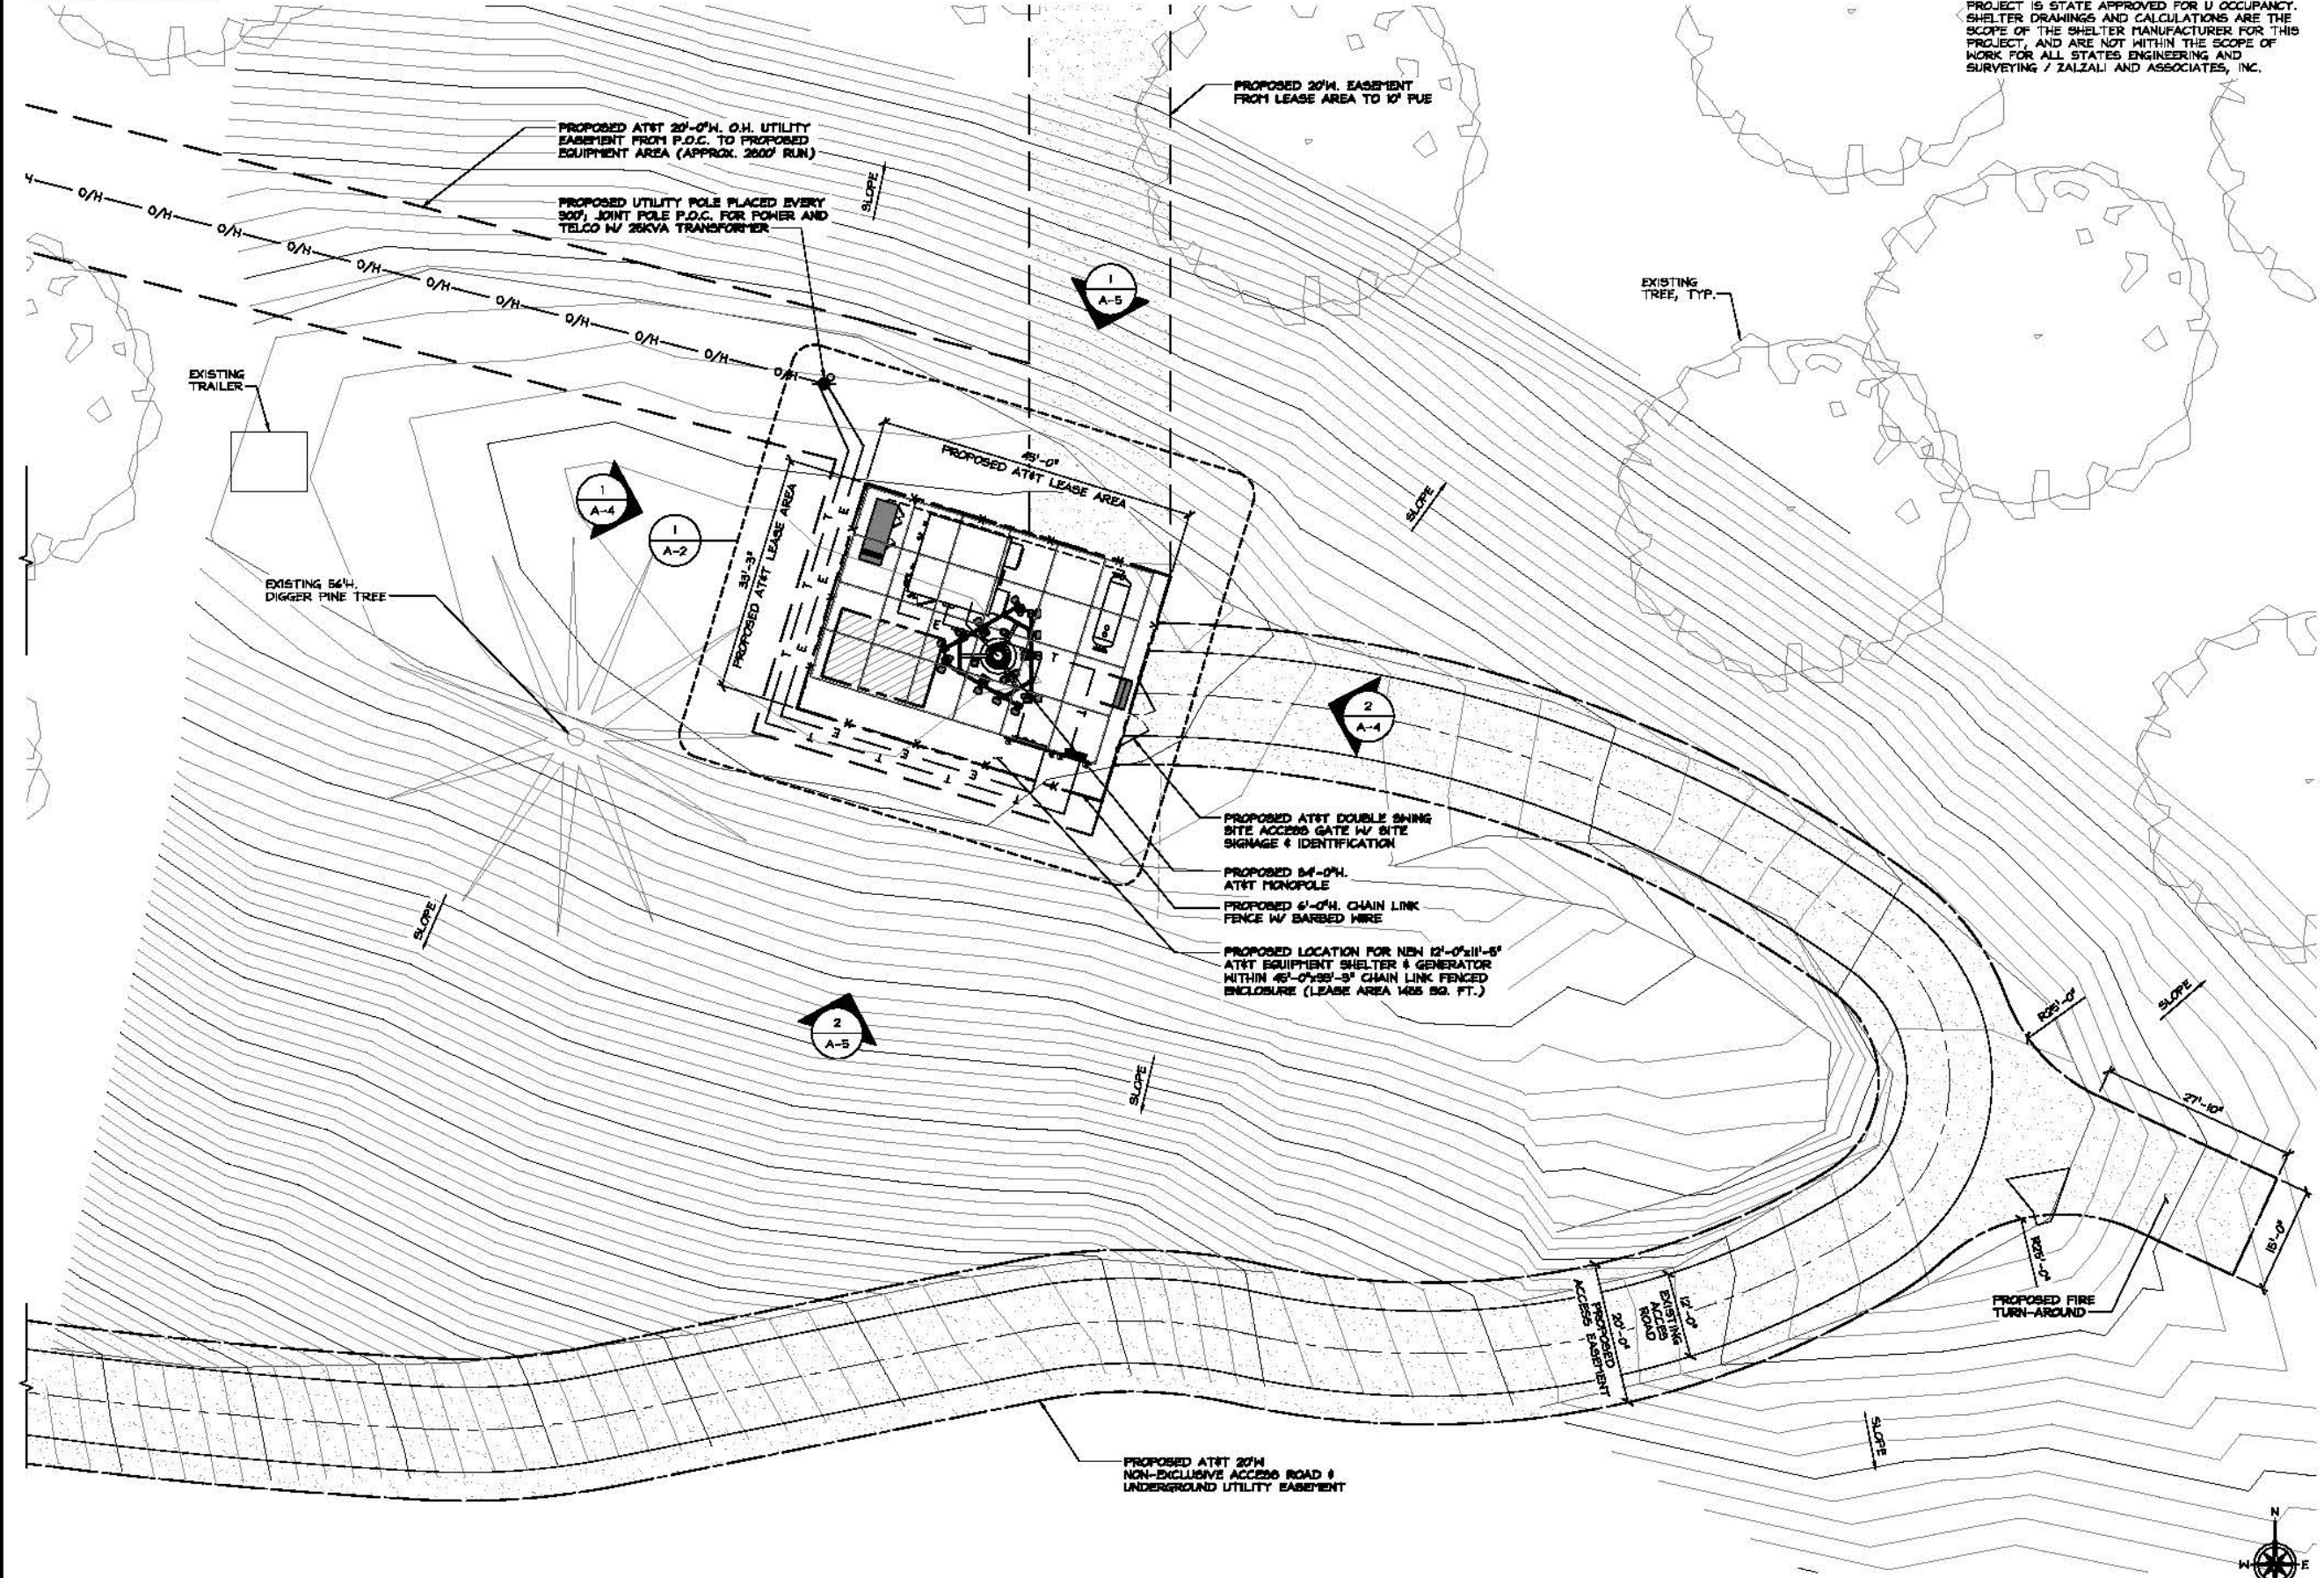 PROJECT IS STATE APPROVED FOR U OCCUPANCY.
SHELTER DRAWINGS AND CALCULATIONS ARE THE
SCOPE OF THE SHELTER MANUFACTURER FOR THIS
PROJECT, AND ARE NOT WITHIN THE SCOPE OF
WORK FOR ALL STATES ENGINEERING AND
SURVEYING / ZALZALI AND ASSOCIATES, INC.
PROPOSED 20'W. EASEMENT
FROM LEASE AREA TO 10' PUE
PROPOSED AT&T 20'-0"W. O.H. UTILITY
EASEMENT FROM P.O.C. TO PROPOSED
EQUIPMENT AREA (APPROX. 2600' RUN)
PROPOSED UTILITY POLE PLACED EVERY
300'; JOINT POLE P.O.C. FOR POWER AND
TELCO W/ 25KVA TRANSFORMER
SLOPE
O/H O/H O/H O/H O/H O/H O/H O/H O/H O/H O/H
1
A-5
EXISTING
TREE, TYP.
EXISTING
TRAILER
45'-0"
PROPOSED AT&T LEASE AREA
33'-3"
PROPOSED AT&T LEASE AREA
1
A-4
1
A-2
SLOPE
EXISTING 56'H.
DIGGER PINE TREE
2
A-4
PROPOSED AT&T DOUBLE SWING
SITE ACCESS GATE W/ SITE
SIGNAGE & IDENTIFICATION
PROPOSED 84'-0"H.
AT&T MONOPOLE
PROPOSED 6'-0"H. CHAIN LINK
FENCE W/ BARBED WIRE
PROPOSED LOCATION FOR NEW 12'-0"x11'-5"
AT&T EQUIPMENT SHELTER & GENERATOR
WITHIN 45'-0"x33'-3" CHAIN LINK FENCED
ENCLOSURE (LEASE AREA SQ. FT.)
SLOPE
2
A-5
SLOPE
R25'-0"
SLOPE
27'-10"
15'-0"
R25'-0"
PROPOSED FIRE
TURN-AROUND
12'-0"
EXISTING
ACCES
ROAD
20'-0"
PROPOSED
ACCESS EASEMENT
SLOPE
PROPOSED AT&T 20'W
NON-EXCLUSIVE ACCESS ROAD &
UNDERGROUND UTILITY EASEMENT
N
W E